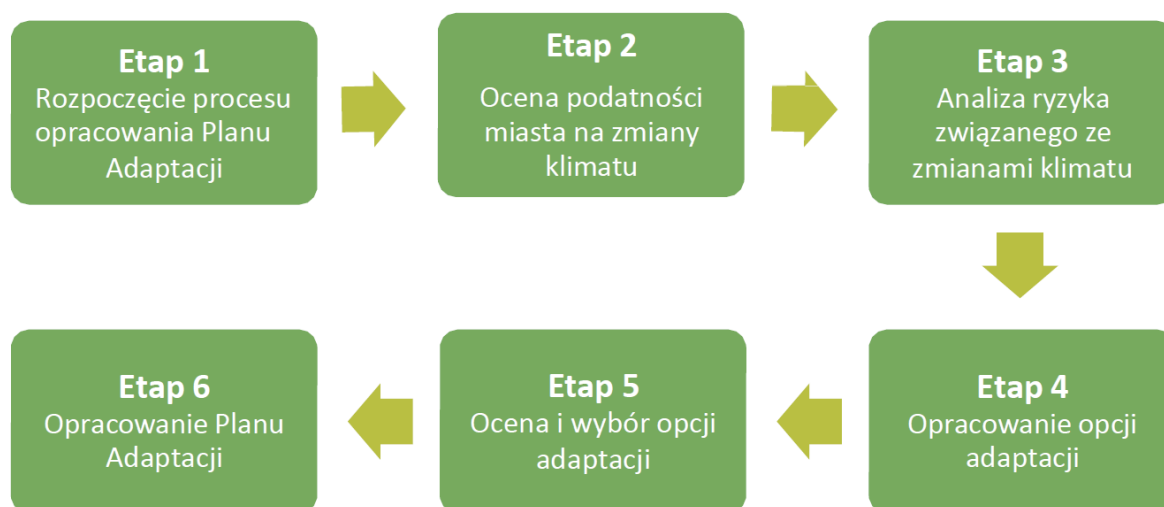 Etap 1
Rozpoczęcie procesu
opracowania Planu
Adaptacji
Etap 2
Ocena podatności
miasta na zmiany
klimatu
Etap 3
Analiza ryzyka
związanego ze
zmianami klimatu
Etap 4
Opracowanie opcji
adaptacji
Etap 5
Ocena i wybór opcji
adaptacji
Etap 6
Opracowanie Planu
Adaptacji